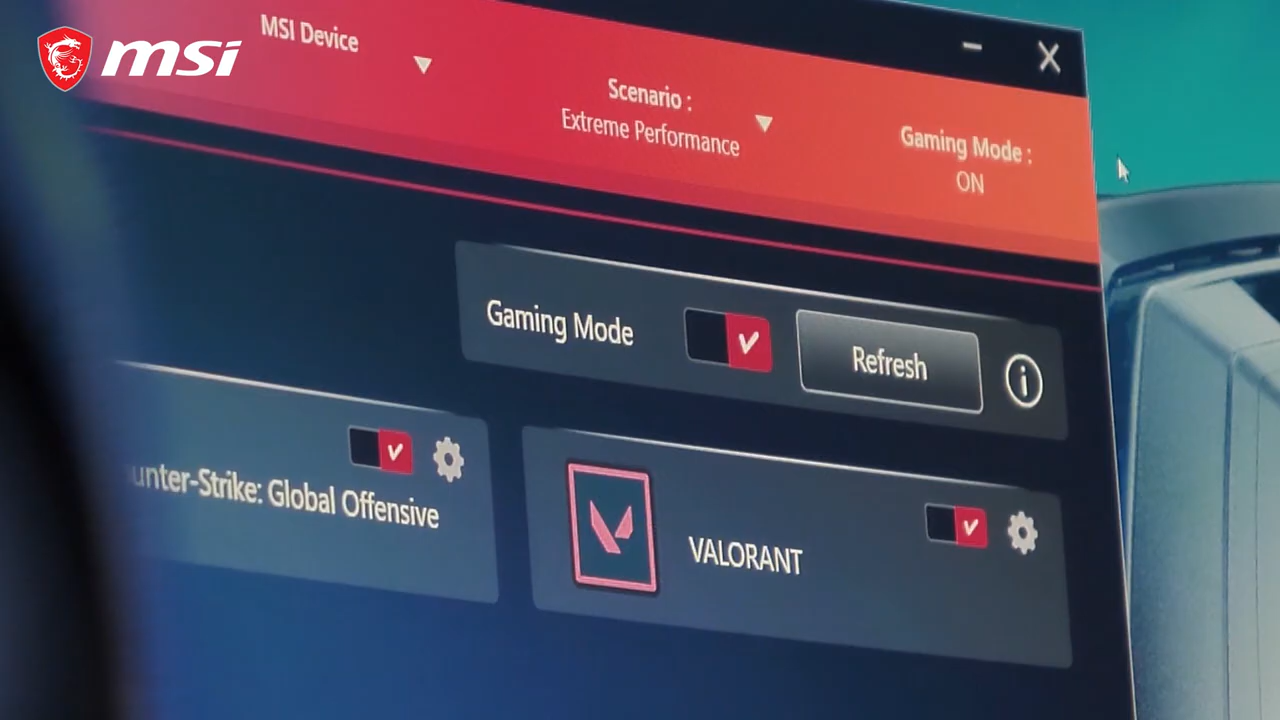 msi
MSI Device
Scenario :
Extreme Performance
Gaming Mode :
ON
Gaming Mode
Refresh
unter-Strike: Global Offensive
VALORANT